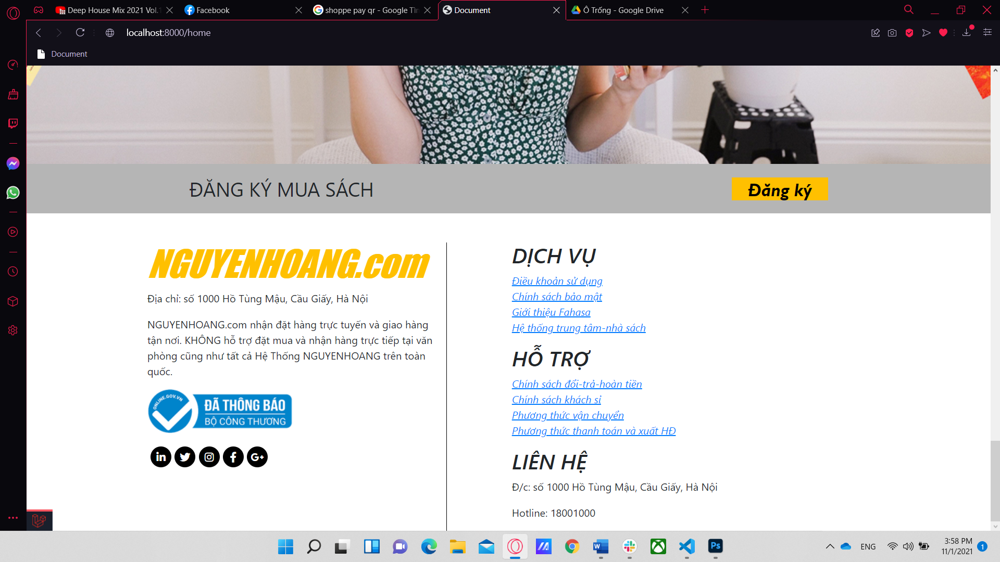 Deep House Mix 2021 Vol.1
Facebook
shoppe pay qr - Google Tìn
Document
Ô Trống - Google Drive
localhost:8000/home
Document
ĐĂNG KÝ MUA SÁCH
Đăng ký
NGUYENHOANG.com
Địa chỉ: số 1000 Hồ Tùng Mậu, Cầu Giấy, Hà Nội
NGUYENHOANG.com nhận đặt hàng trực tuyến và giao hàng
tận nơi. KHÔNG hỗ trợ đặt mua và nhận hàng trực tiếp tại văn
phòng cũng như tất cả Hệ Thống NGUYENHOANG trên toàn
quốc.
ONLINE.GOV.VN
ĐÃ THÔNG BÁO
BỘ CÔNG THƯƠNG
DỊCH VỤ
Điều khoản sử dụng
Chính sách bảo mật
Giới thiệu Fahasa
Hệ thống trung tâm-nhà sách
HỖ TRỢ
Chính sách đổi-trả-hoàn tiền
Chính sách khách sỉ
Phương thức vận chuyển
Phương thức thanh toán và xuất HĐ
LIÊN HỆ
Đ/c: số 1000 Hồ Tùng Mậu, Cầu Giấy, Hà Nội
Hotline: 18001000
ENG
3:58 PM
11/1/2021
1